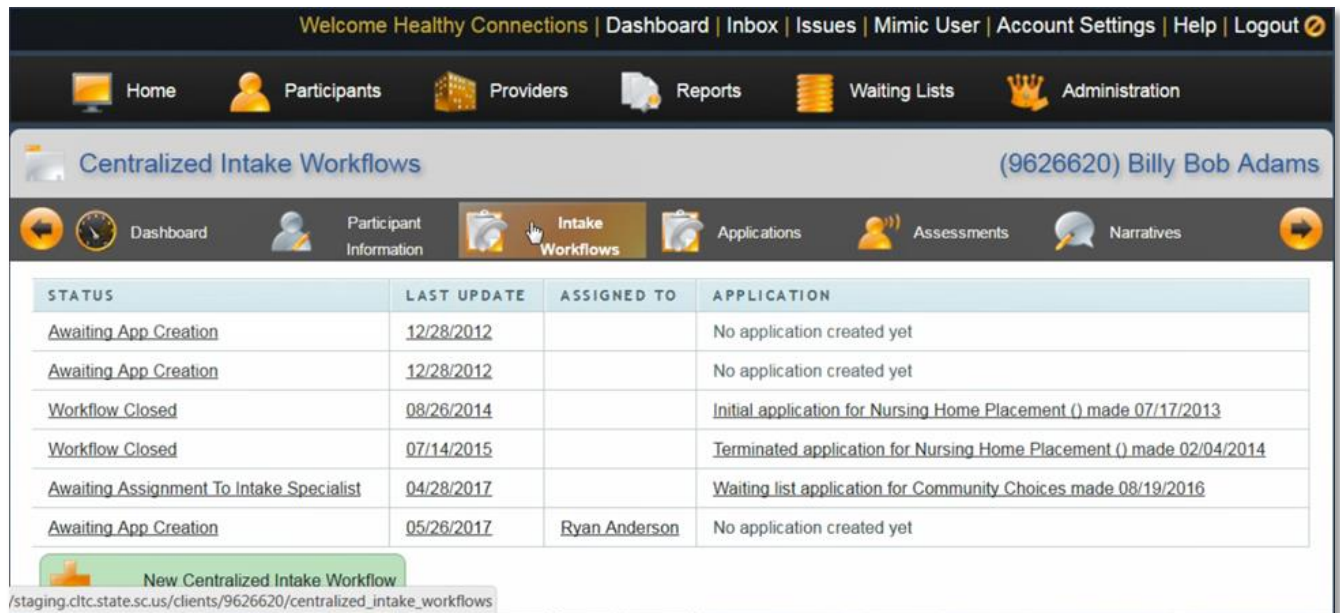 Welcome Healthy Connections | Dashboard | Inbox | Issues | Mimic User | Account Settings | Help | Logout
Home Participants Providers Reports Waiting Lists Administration
Centralized Intake Workflows (9626620) Billy Bob Adams
Dashboard Participant Information Intake Workflows Applications Assessments Narratives
STATUS LAST UPDATE ASSIGNED TO APPLICATION
Awaiting App Creation 12/28/2012 No application created yet
Awaiting App Creation 12/28/2012 No application created yet
Workflow Closed 08/26/2014 Initial application for Nursing Home Placement () made 07/17/2013
Workflow Closed 07/14/2015 Terminated application for Nursing Home Placement () made 02/04/2014
Awaiting Assignment To Intake Specialist 04/28/2017 Waiting list application for Community Choices made 08/19/2016
Awaiting App Creation 05/26/2017 Ryan Anderson No application created yet
New Centralized Intake Workflow
/staging.cltc.state.sc.us/clients/9626620/centralized_intake_workflows